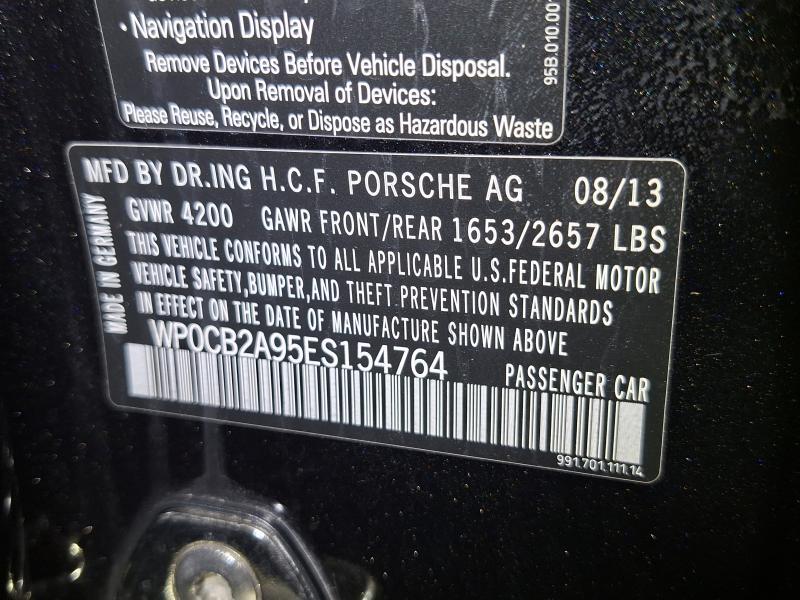 • Navigation Display
Remove Devices Before Vehicle Disposal.
Upon Removal of Devices:
Please Reuse, Recycle, or Dispose as Hazardous Waste
95B.010.00
MFD BY DR.ING H.C.F. PORSCHE AG 08/13
GVWR 4200 GAWR FRONT/REAR 1653/2657 LBS
THIS VEHICLE CONFORMS TO ALL APPLICABLE U.S.FEDERAL MOTOR
VEHICLE SAFETY,BUMPER,AND THEFT PREVENTION STANDARDS
IN EFFECT ON THE DATE OF MANUFACTURE SHOWN ABOVE
WP0CB2A95ES154764
PASSENGER CAR
MADE IN GERMANY
991.701.111.14